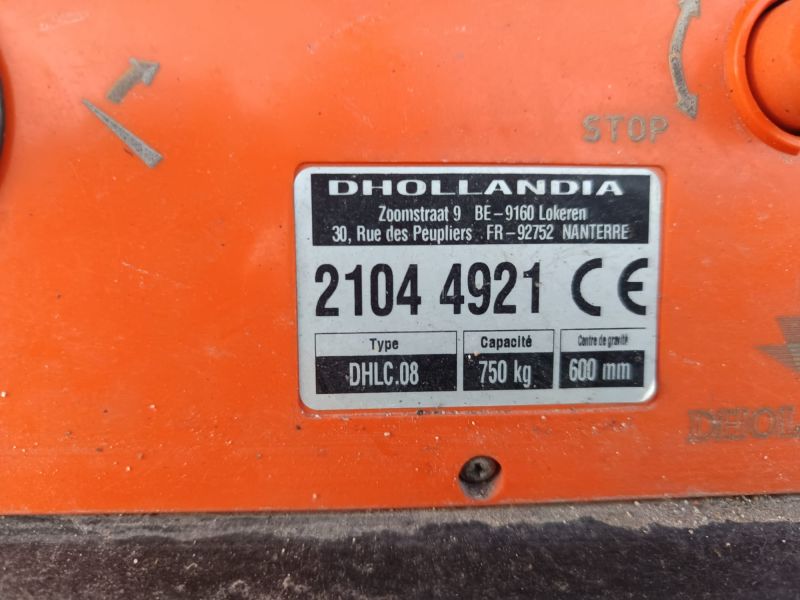 STOP
DHOLLANDIA
Zoomstraat 9 BE-9160 Lokeren
30, Rue des Peupliers FR-92752 NANTERRE
2104 4921 CE
Type Capacité Centre de gravité
DHLC.08 750 kg 600 mm
DHOL